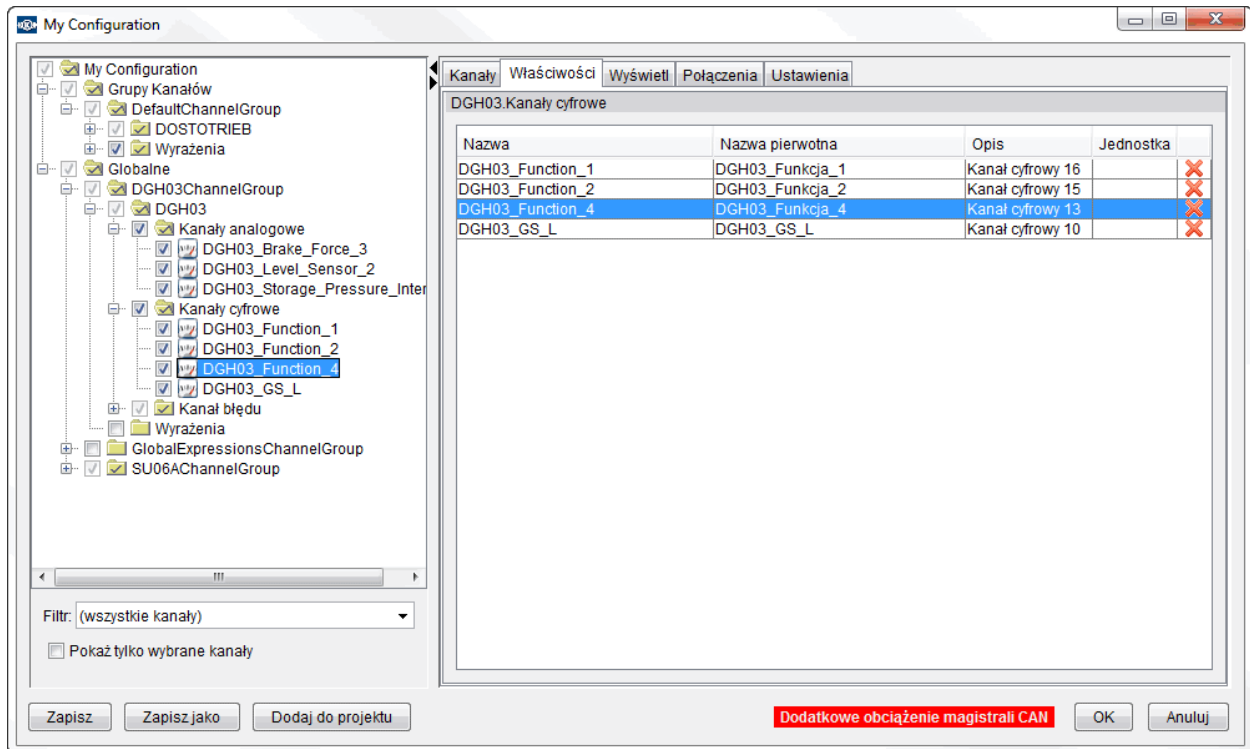 My Configuration
My Configuration
Grupy Kanałów
DefaultChannelGroup
DOSTOTRIEB
Wyrażenia
Globalne
DGH03ChannelGroup
DGH03
Kanały analogowe
DGH03_Brake_Force_3
DGH03_Level_Sensor_2
DGH03_Storage_Pressure_Inter
Kanały cyfrowe
DGH03_Function_1
DGH03_Function_2
DGH03_Function_4
DGH03_GS_L
Kanał błędu
Wyrażenia
GlobalExpressionsChannelGroup
SU06AChannelGroup
Filtr: (wszystkie kanały)
Pokaż tylko wybrane kanały
Kanały Właściwości Wyświetl Połączenia Ustawienia
DGH03.Kanały cyfrowe
Nazwa Nazwa pierwotna Opis Jednostka
DGH03_Function_1 DGH03_Funkcja_1 Kanał cyfrowy 16
DGH03_Function_2 DGH03_Funkcja_2 Kanał cyfrowy 15
DGH03_Function_4 DGH03_Funkcja_4 Kanał cyfrowy 13
DGH03_GS_L DGH03_GS_L Kanał cyfrowy 10
Zapisz Zapisz jako Dodaj do projektu Dodatkowe obciążenie magistrali CAN OK Anuluj